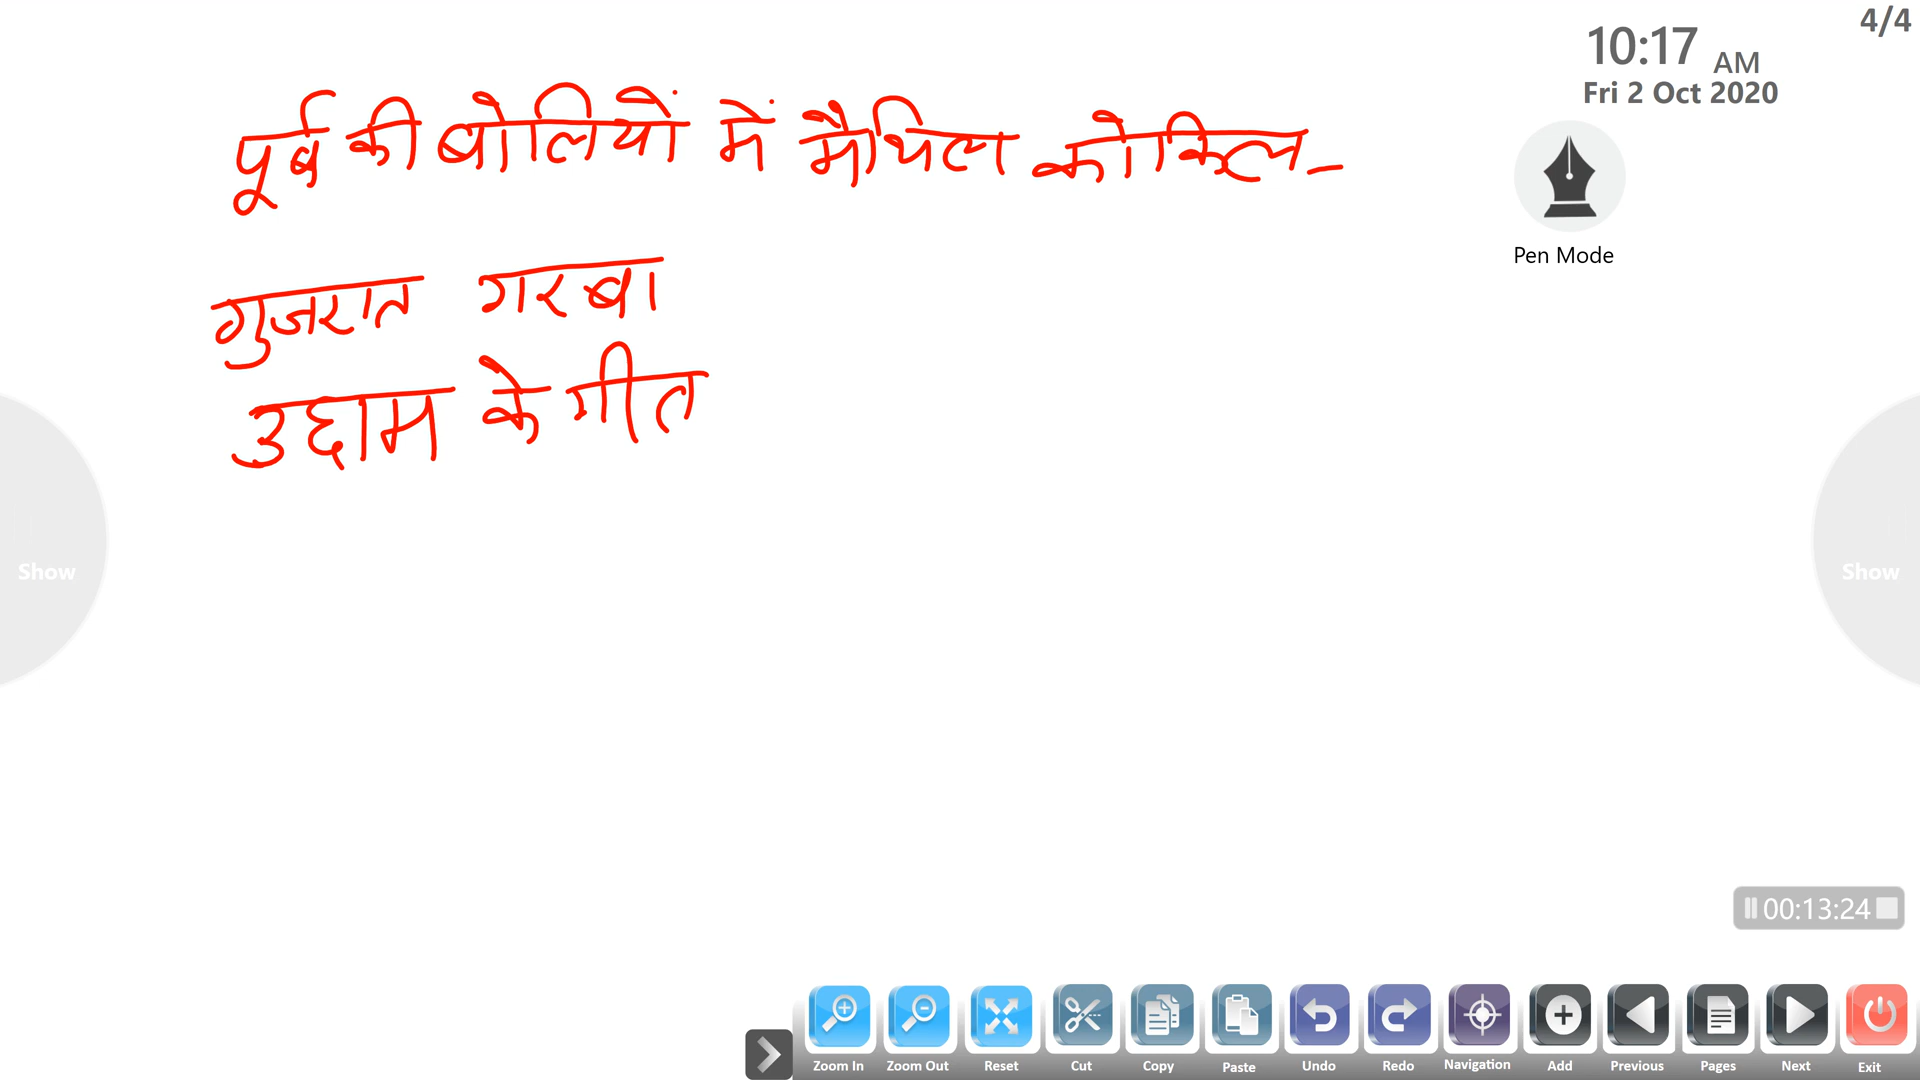 4/4
10:17 AM
Fri 2 Oct 2020
पूर्ब की बोलियों में मैथिल कोकिल-
Pen Mode
गुजरात गरबा
उद्दाम के गीत
Show
Show
00:13:24
Zoom In Zoom Out Reset Cut Copy Paste Undo Redo Navigation Add Previous Pages Next Exit